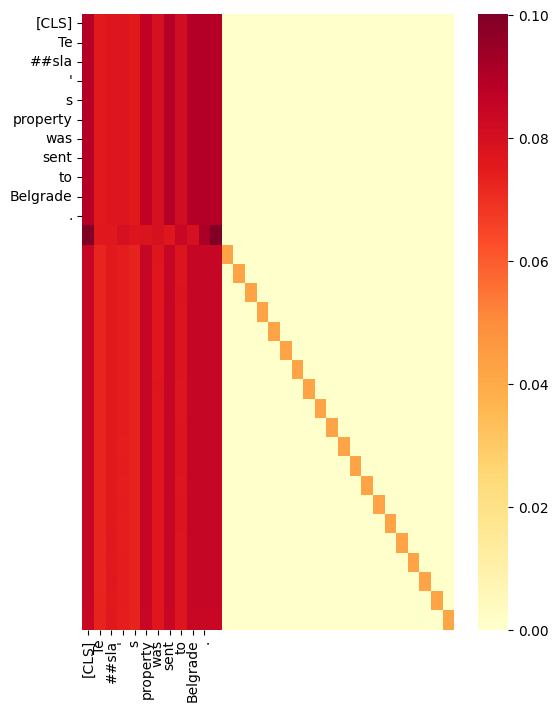 [CLS]
Te
##sla
'
s
property
was
sent
to
Belgrade
.
0.10
0.08
0.06
0.04
0.02
0.00
[CLS]
Te
##sla
'
s
property
was
sent
to
Belgrade
.